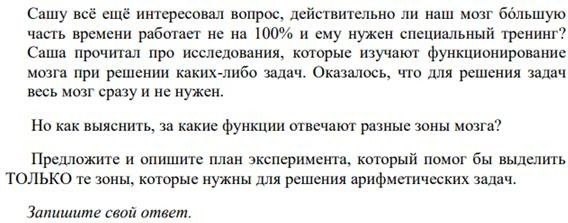 Сашу всё ещё интересовал вопрос, действительно ли наш мозг бо́льшую
часть времени работает не на 100% и ему нужен специальный тренинг?
Саша прочитал про исследования, которые изучают функционирование
мозга при решении каких-либо задач. Оказалось, что для решения задач
весь мозг сразу и не нужен.
Но как выяснить, за какие функции отвечают разные зоны мозга?
Предложите и опишите план эксперимента, который помог бы выделить
ТОЛЬКО те зоны, которые нужны для решения арифметических задач.
Запишите свой ответ.